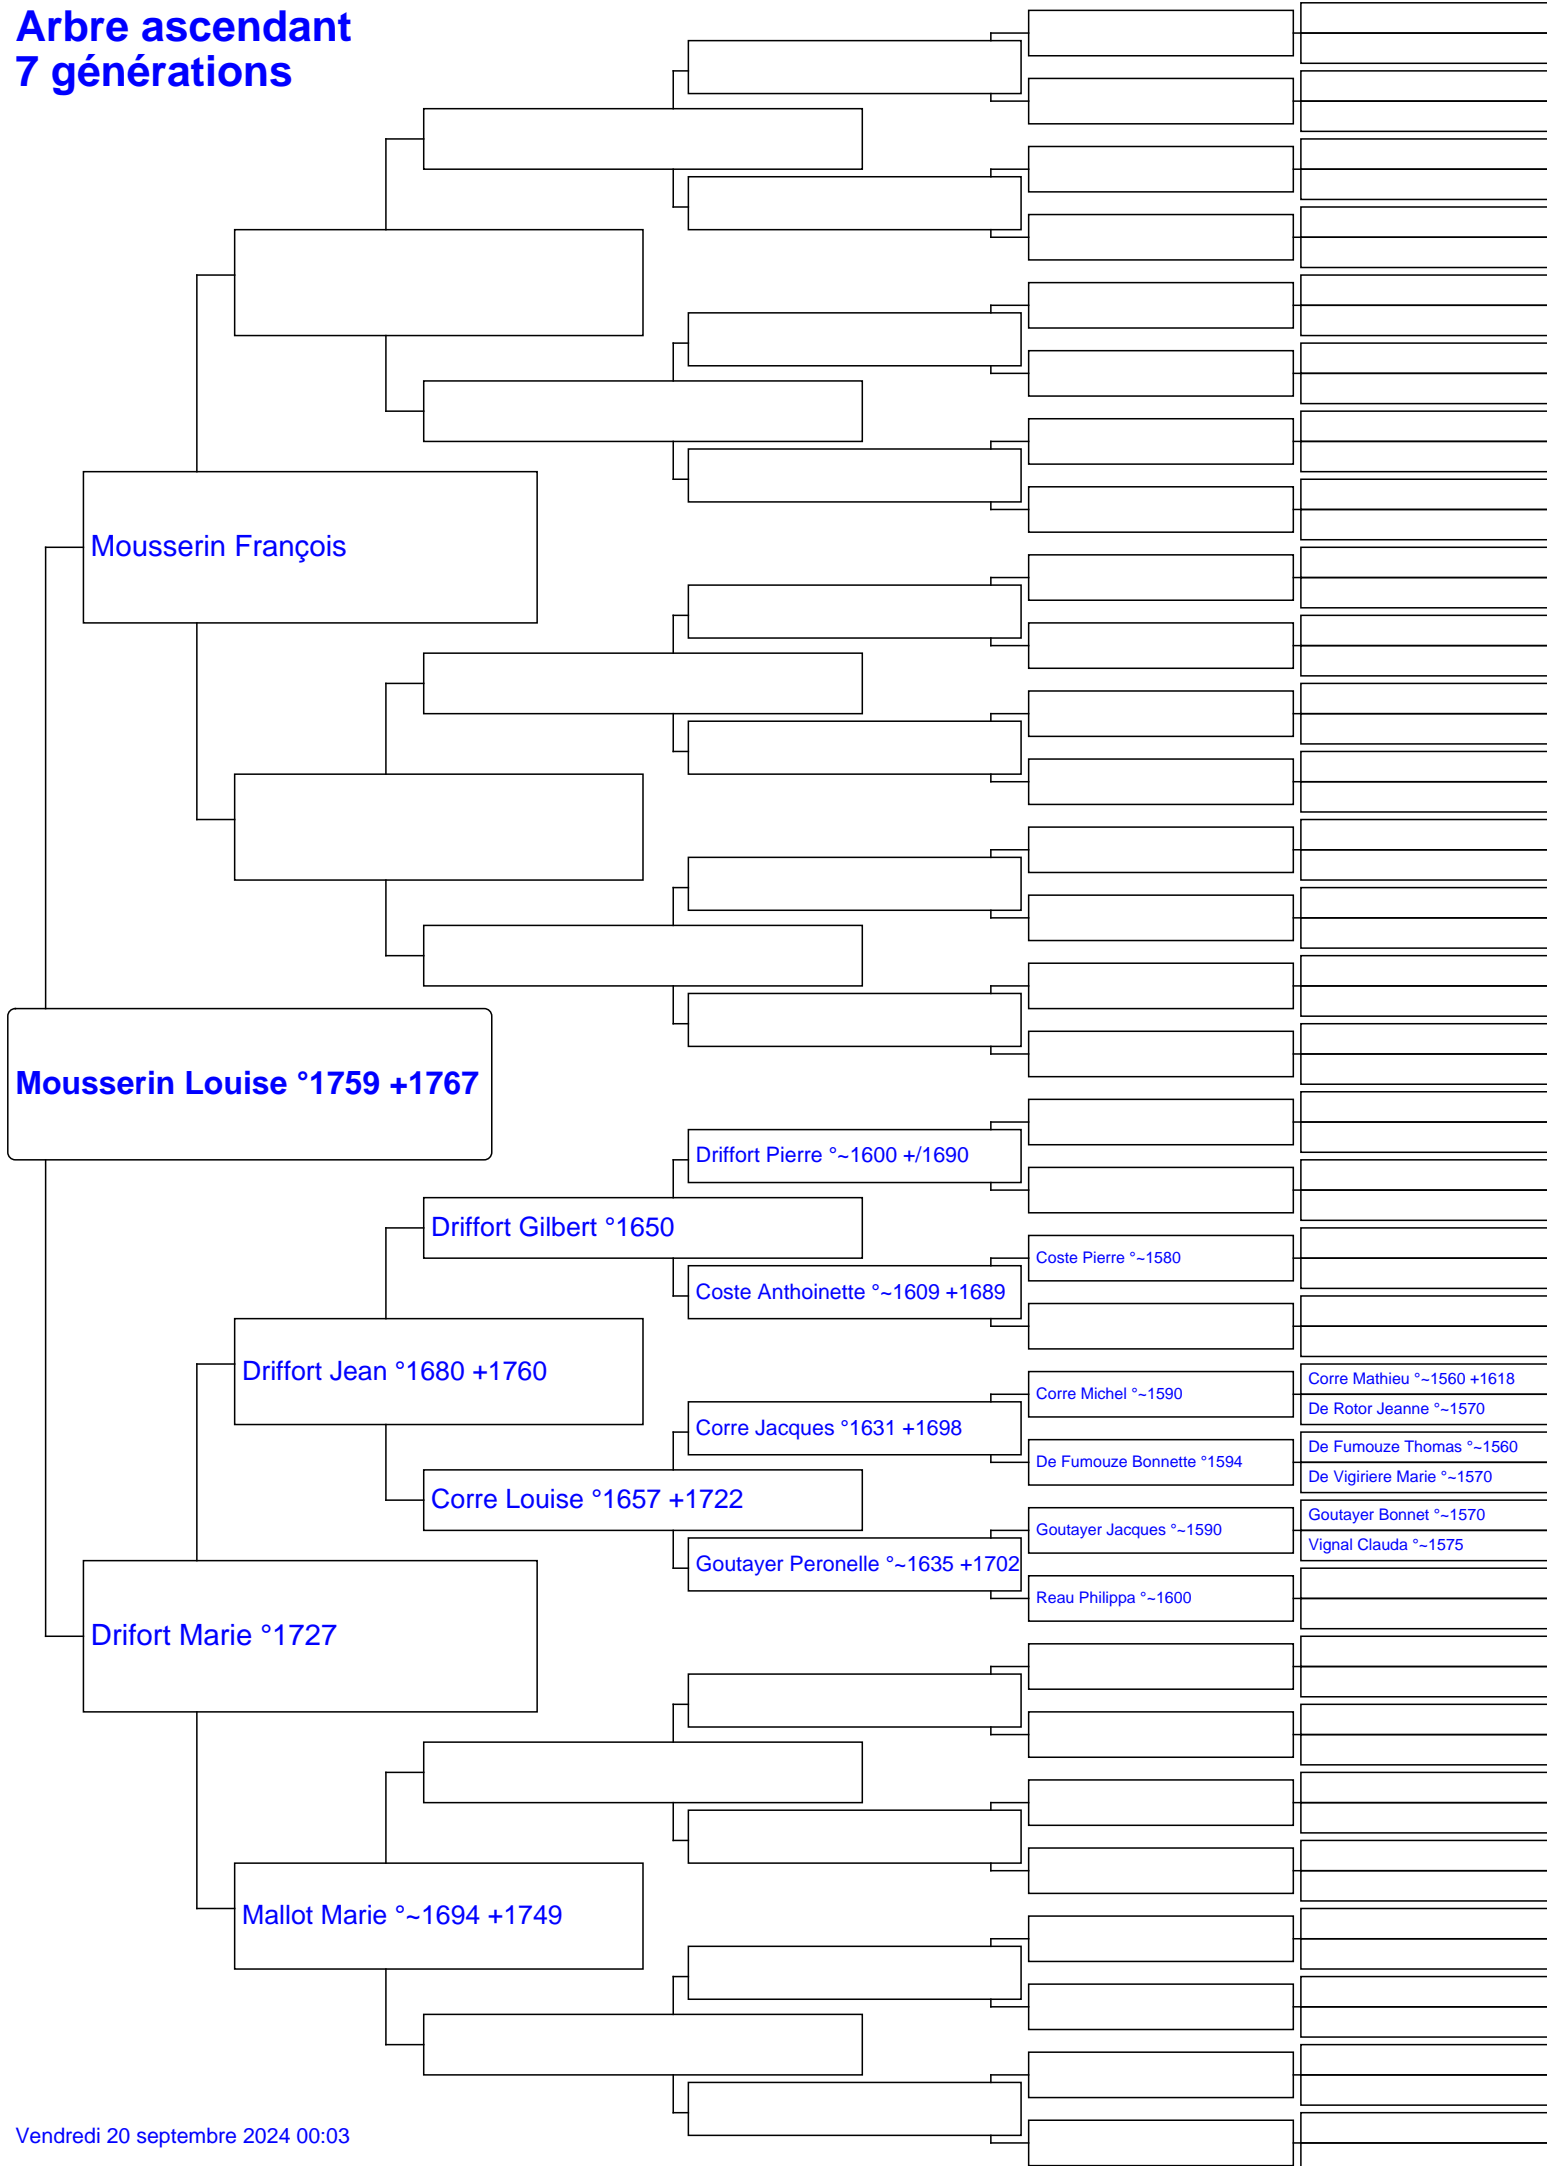 Arbre ascendant
7 générations
Mousserin François
Mousserin Louise °1759 +1767
Driffort Pierre °~1600 +/1690
Driffort Gilbert °1650
Coste Pierre °~1580
Coste Anthoinette °~1609 +1689
Driffort Jean °1680 +1760
Corre Mathieu °~1560 +1618
Corre Michel °~1590
De Rotor Jeanne °~1570
Corre Jacques °1631 +1698
De Fumouze Thomas °~1560
De Fumouze Bonnette °1594
De Vigiriere Marie °~1570
Corre Louise °1657 +1722
Goutayer Bonnet °~1570
Goutayer Jacques °~1590
Vignal Clauda °~1575
Goutayer Peronelle °~1635 +1702
Reau Philippa °~1600
Drifort Marie °1727
Mallot Marie °~1694 +1749
Vendredi 20 septembre 2024 00:03